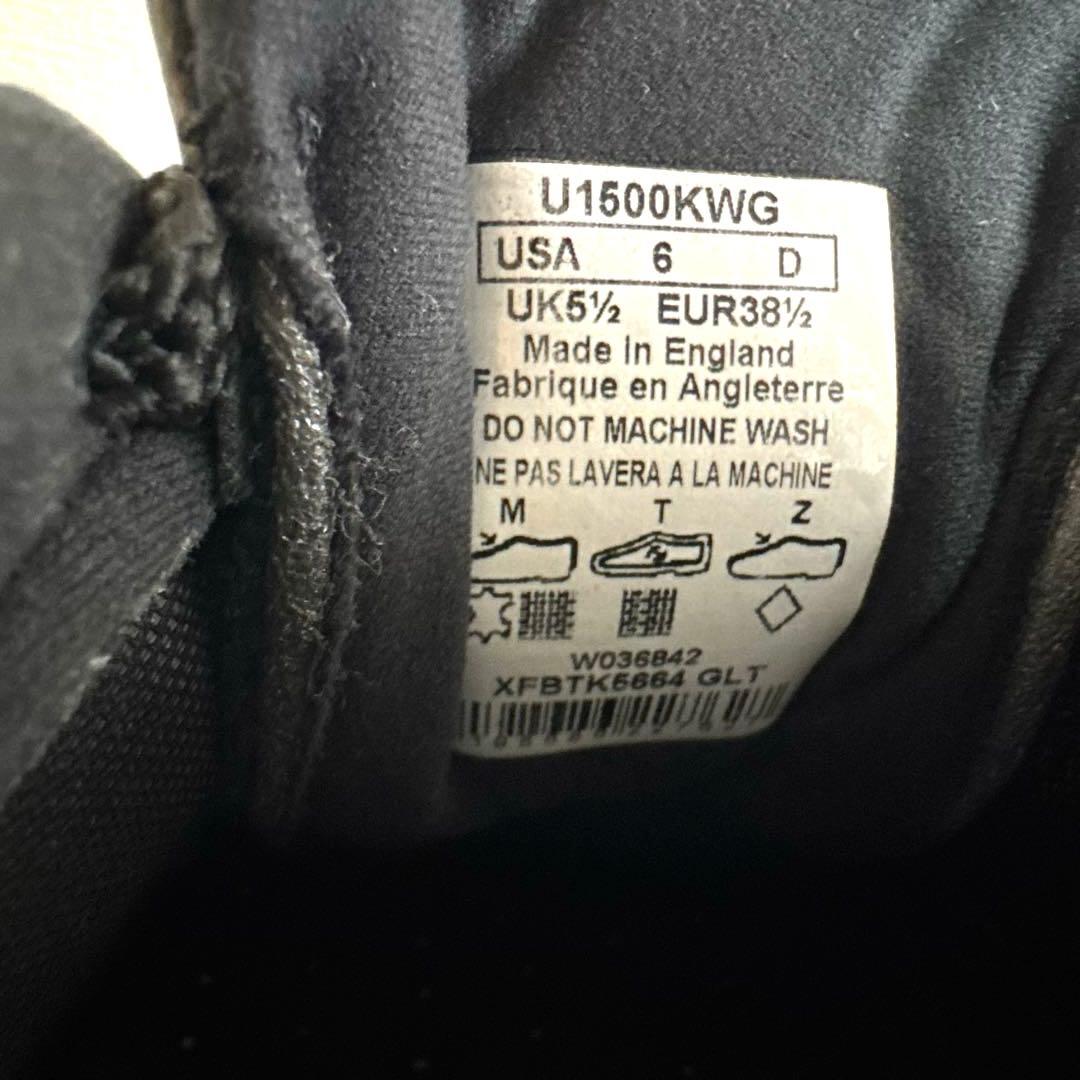 U1500KWG
USA 6 D
UK5½ EUR38½
Made in England
Fabrique en Angleterre
DO NOT MACHINE WASH
NE PAS LAVERA A LA MACHINE
M T Z
W036842
XFBTK5664 GLT